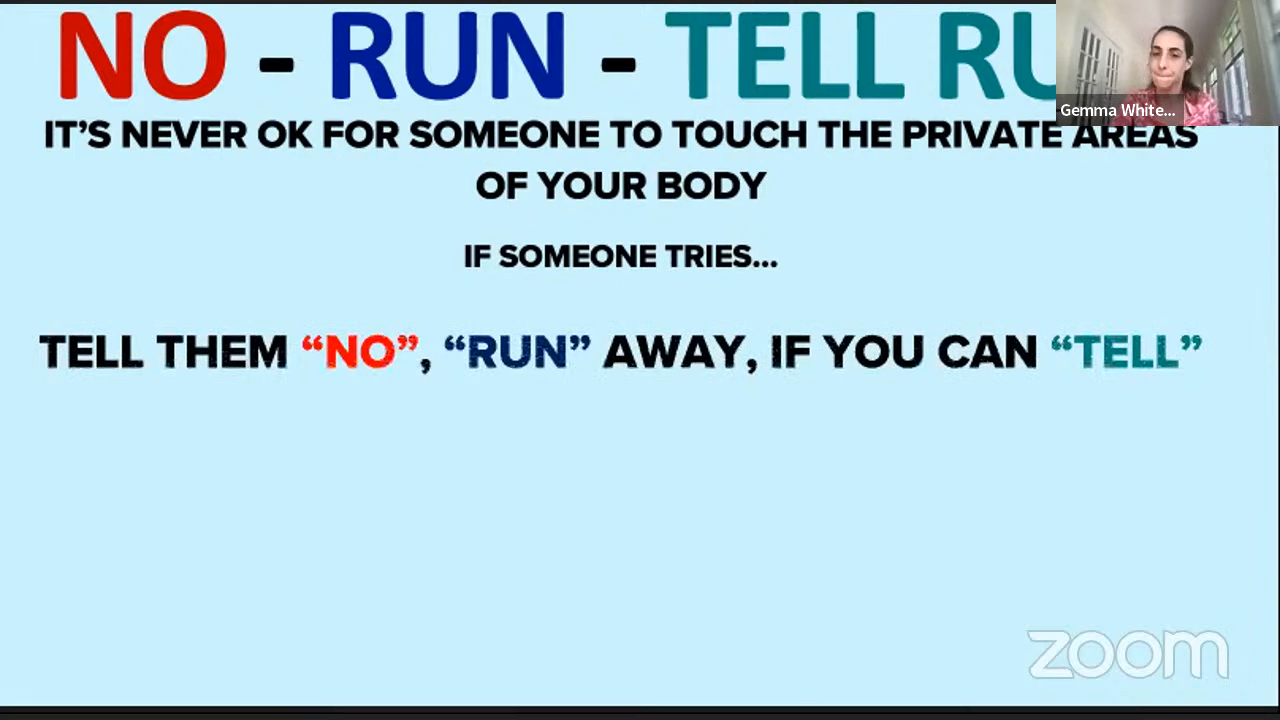 NO - RUN - TELL RU
Gemma White...
IT'S NEVER OK FOR SOMEONE TO TOUCH THE PRIVATE AREAS
OF YOUR BODY
IF SOMEONE TRIES...
TELL THEM “NO”, “RUN” AWAY, IF YOU CAN “TELL”
zoom